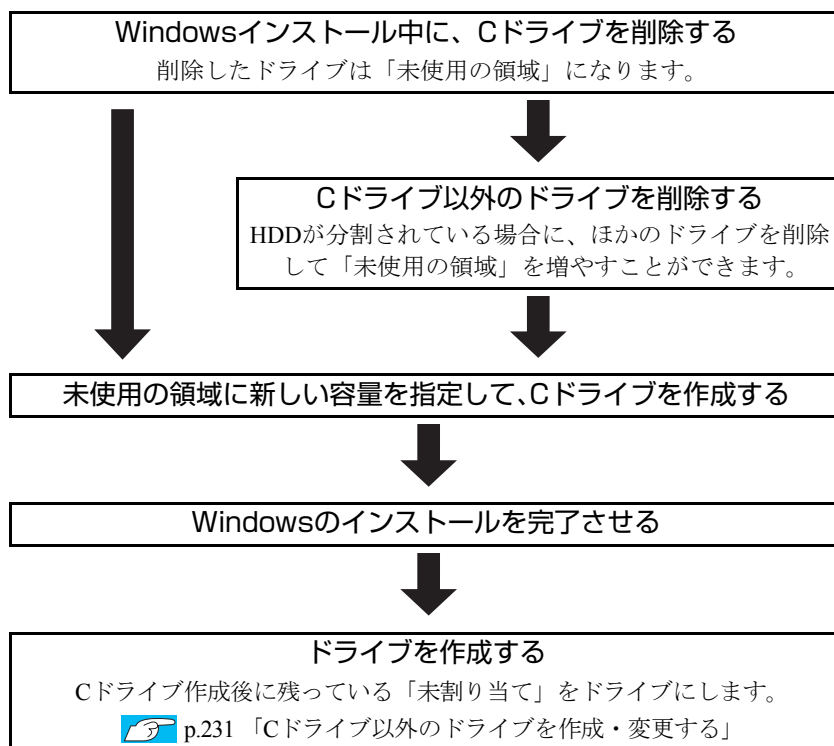 Windowsインストール中に、Cドライブを削除する
削除したドライブは「未使用の領域」になります。
Cドライブ以外のドライブを削除する
HDDが分割されている場合に、ほかのドライブを削除
して「未使用の領域」を増やすことができます。
未使用の領域に新しい容量を指定して、Cドライブを作成する
Windowsのインストールを完了させる
ドライブを作成する
Cドライブ作成後に残っている「未割り当て」をドライブにします。
p.231 「Cドライブ以外のドライブを作成・変更する」